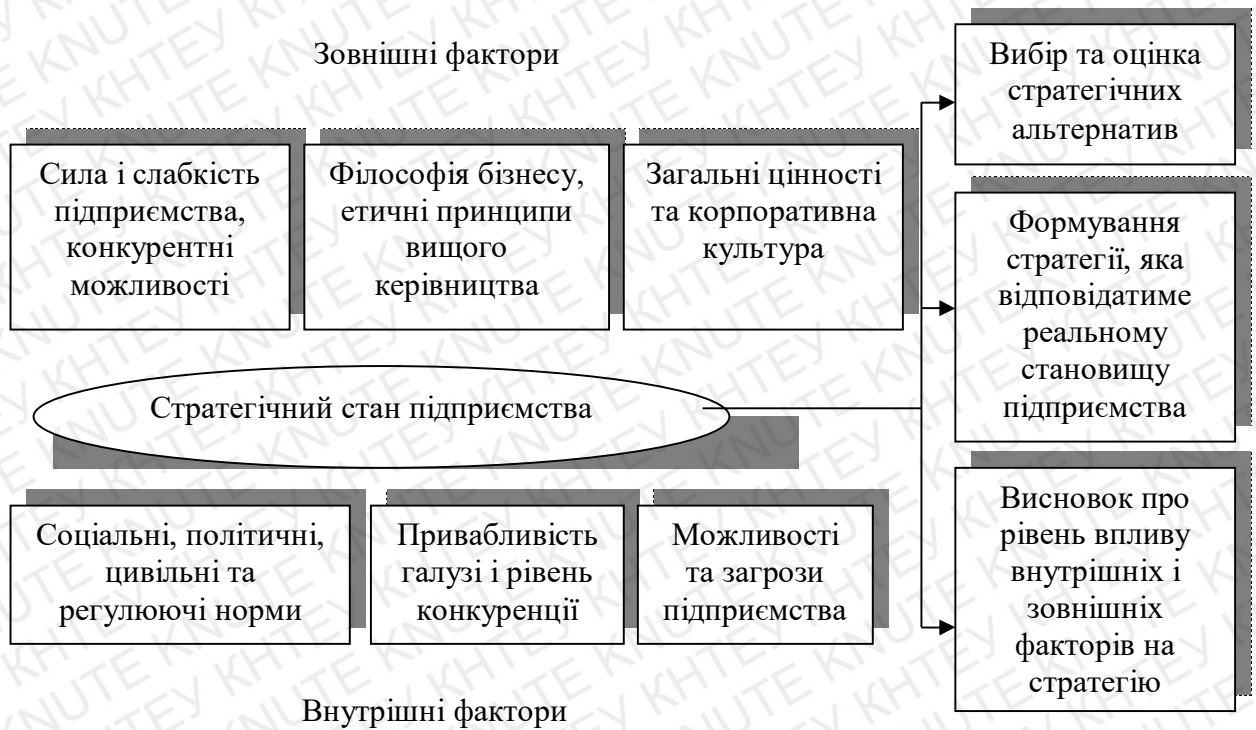 Зовнішні фактори
Сила і слабкість
підприємства,
конкурентні
можливості
Філософія бізнесу,
етичні принципи
вищого
керівництва
Загальні цінності
та корпоративна
культура
Стратегічний стан підприємства
Соціальні, політичні,
цивільні та
регулюючі норми
Привабливість
галузі і рівень
конкуренції
Можливості
та загрози
підприємства
Внутрішні фактори
Вибір та оцінка
стратегічних
альтернатив
Формування
стратегії, яка
відповідатиме
реальному
становищу
підприємства
Висновок про
рівень впливу
внутрішніх і
зовнішніх
факторів на
стратегію